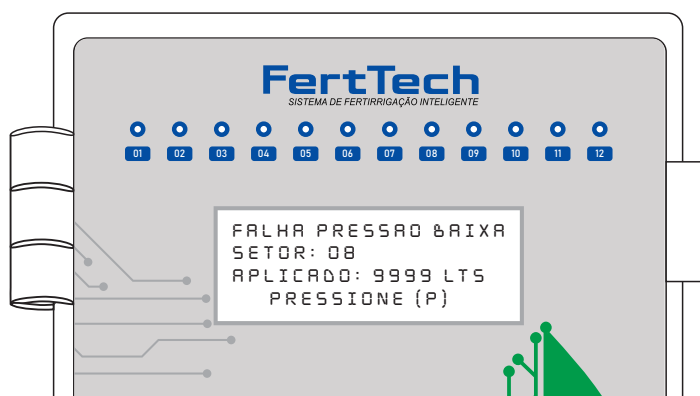 FertTech
SISTEMA DE FERTIRRIGAÇÃO INTELIGENTE
01 02 03 04 05 06 07 08 09 10 11 12
FALHA PRESSAO BAIXA
SETOR: 08
APLICADO: 9999 LTS
PRESSIONE (P)